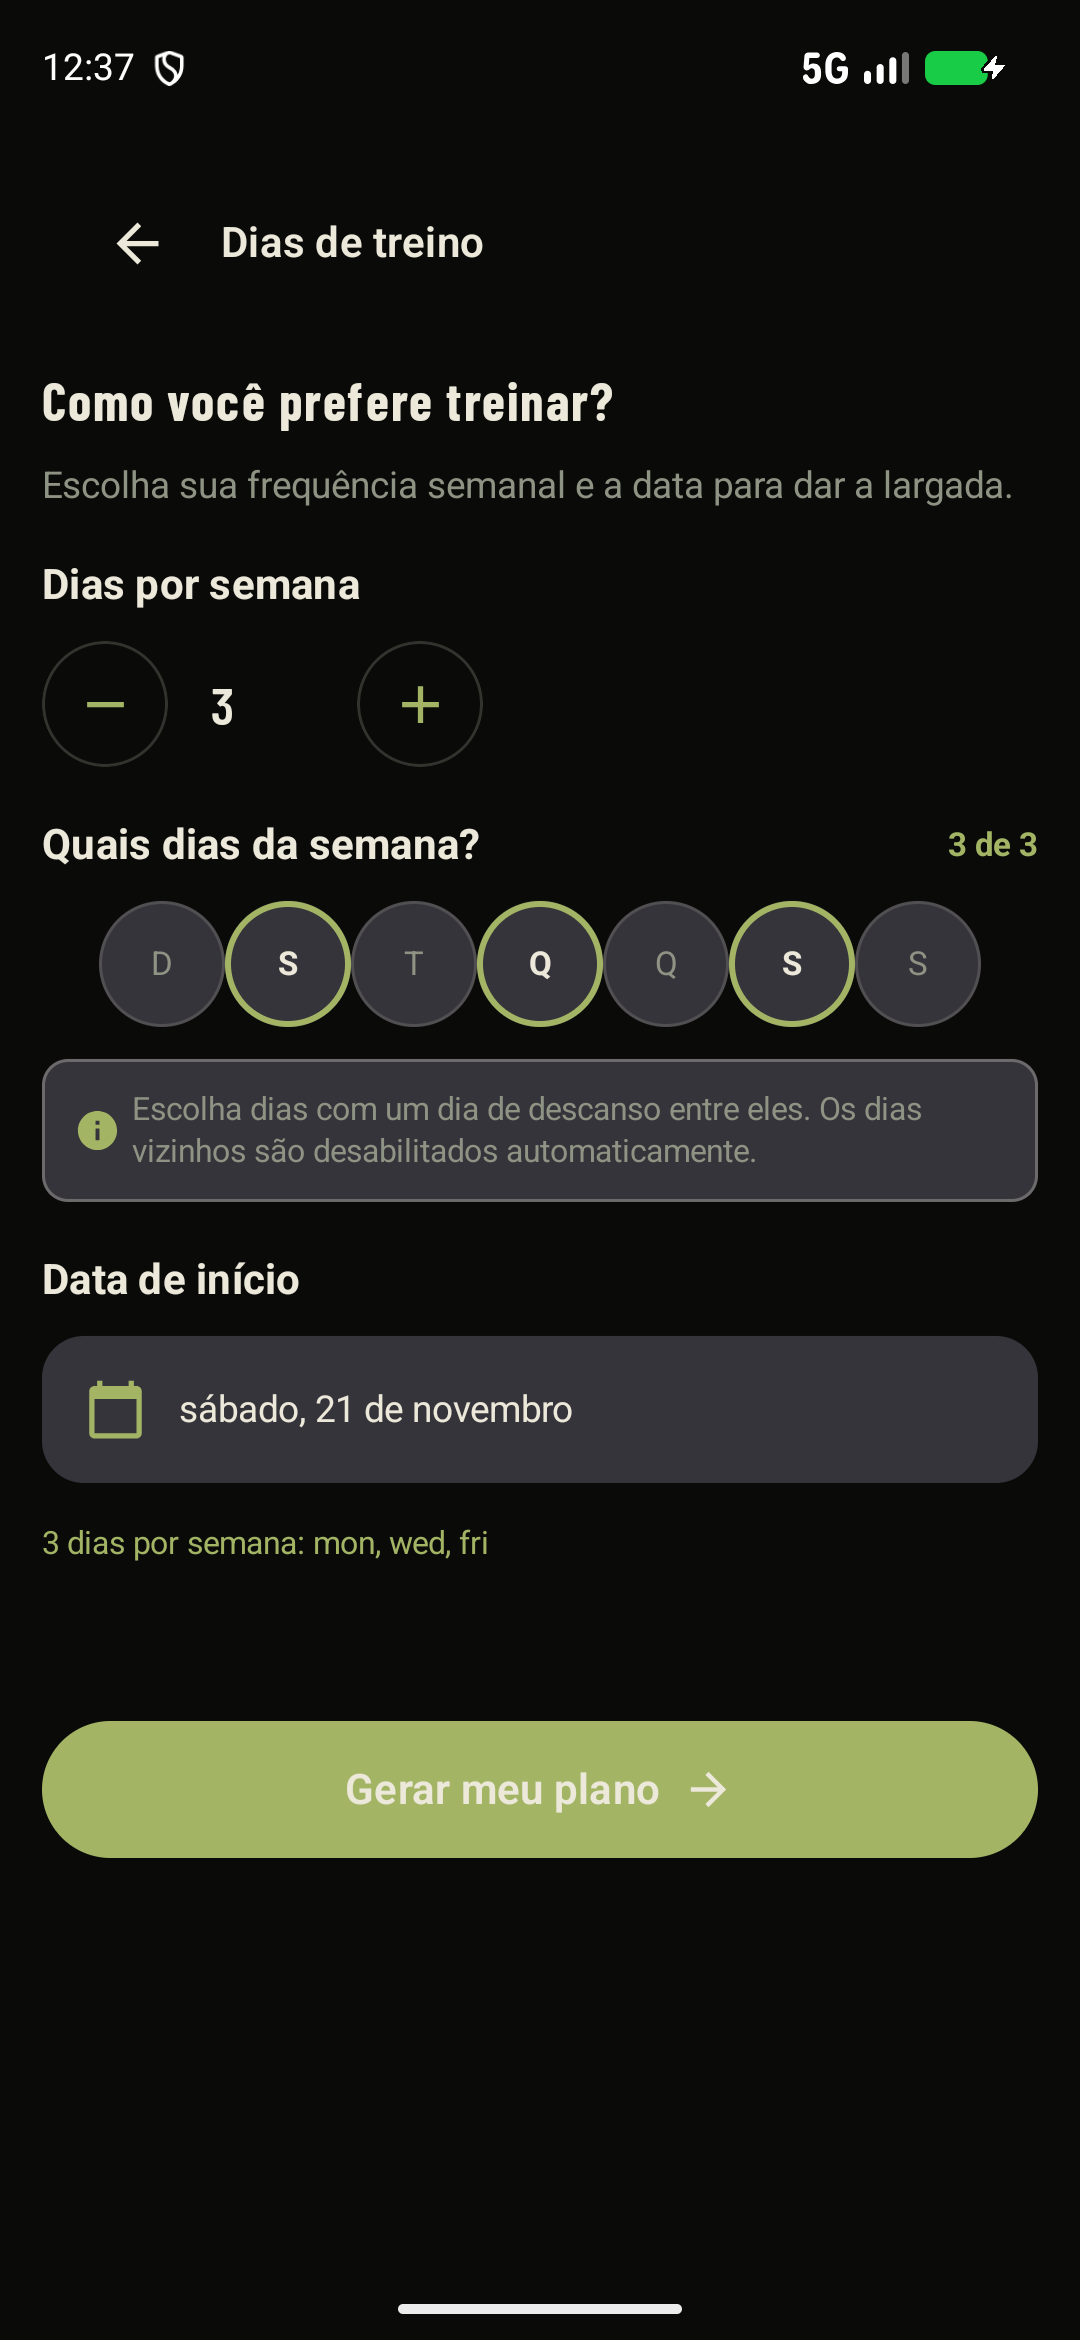 12:37 5G
Dias de treino
Como você prefere treinar?
Escolha sua frequência semanal e a data para dar a largada.
Dias por semana
3
Quais dias da semana? 3 de 3
D S T Q Q S S
Escolha dias com um dia de descanso entre eles. Os dias
vizinhos são desabilitados automaticamente.
Data de início
sábado, 21 de novembro
3 dias por semana: mon, wed, fri
Gerar meu plano